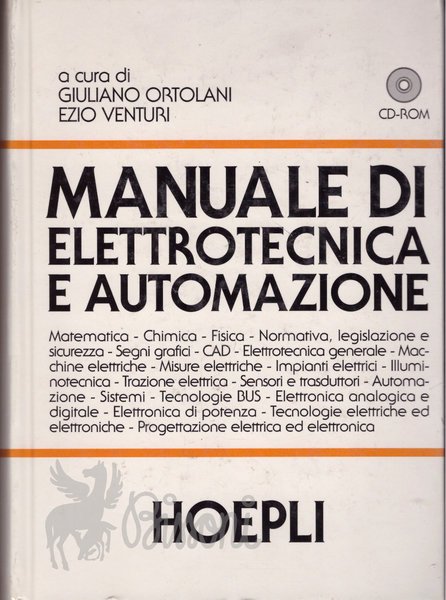 a cura di
GIULIANO ORTOLANI
EZIO VENTURI
CD-ROM
MANUALE DI
ELETTROTECNICA
E AUTOMAZIONE
Matematica - Chimica - Fisica - Normativa, legislazione e
sicurezza - Segni grafici - CAD - Elettrotecnica generale - Mac-
chine elettriche - Misure elettriche - Impianti elettrici - Illumi-
notecnica - Trazione elettrica - Sensori e trasduttori - Automa-
zione - Sistemi - Tecnologie BUS - Elettronica analogica e
digitale - Elettronica di potenza - Tecnologie elettriche ed
elettroniche - Progettazione elettrica ed elettronica
HOEPLI